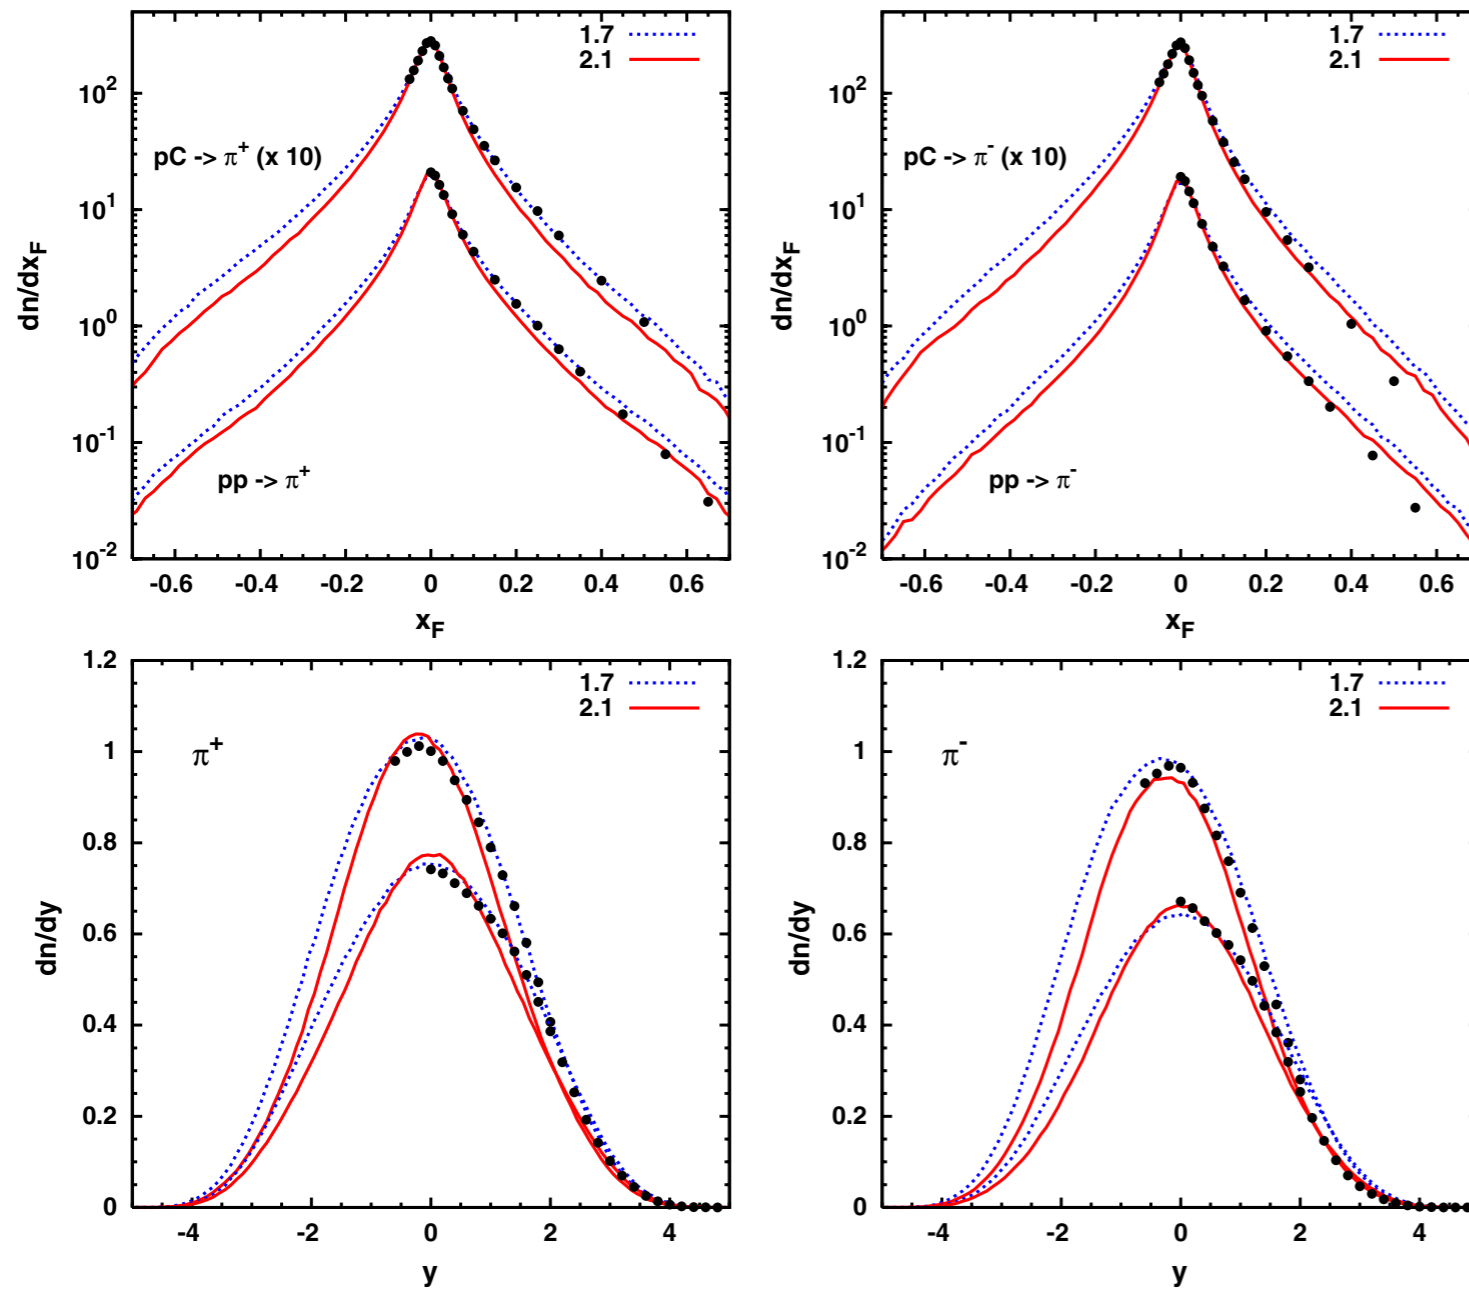 1.7
2.1
pC -> π⁺ (x 10)
pp -> π⁺
dn/dx_F
10²
10¹
10⁰
10⁻¹
10⁻²
-0.6 -0.4 -0.2 0 0.2 0.4 0.6
x_F
1.7
2.1
pC -> π⁻ (x 10)
pp -> π⁻
dn/dx_F
10²
10¹
10⁰
10⁻¹
10⁻²
-0.6 -0.4 -0.2 0 0.2 0.4 0.6
x_F
1.7
2.1
π⁺
dn/dy
1.2
1
0.8
0.6
0.4
0.2
0
-4 -2 0 2 4
y
1.7
2.1
π⁻
dn/dy
1.2
1
0.8
0.6
0.4
0.2
0
-4 -2 0 2 4
y